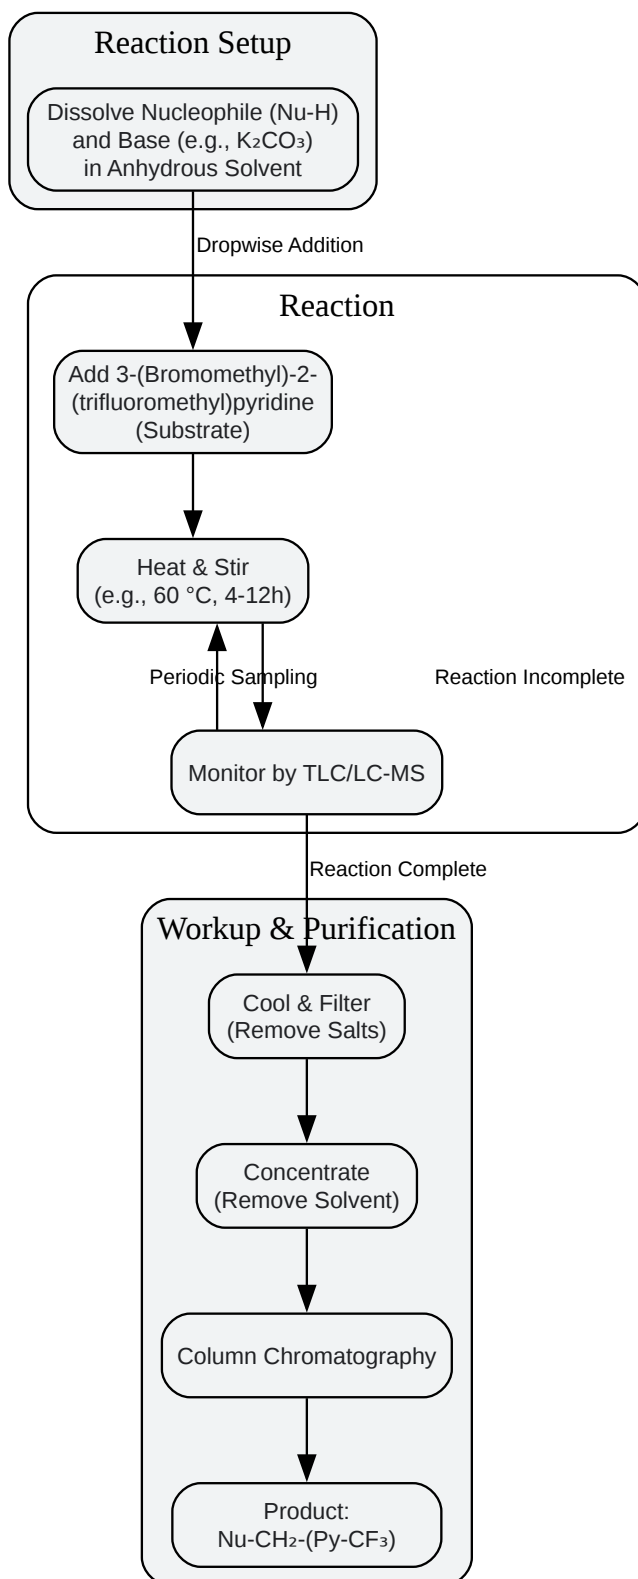 Reaction Setup
Dissolve Nucleophile (Nu-H)
and Base (e.g., K₂CO₃)
in Anhydrous Solvent
Dropwise Addition
Reaction
Add 3-(Bromomethyl)-2-
(trifluoromethyl)pyridine
(Substrate)
Heat & Stir
(e.g., 60 °C, 4-12h)
Periodic Sampling
Reaction Incomplete
Monitor by TLC/LC-MS
Reaction Complete
Workup & Purification
Cool & Filter
(Remove Salts)
Concentrate
(Remove Solvent)
Column Chromatography
Product:
Nu-CH₂-(Py-CF₃)